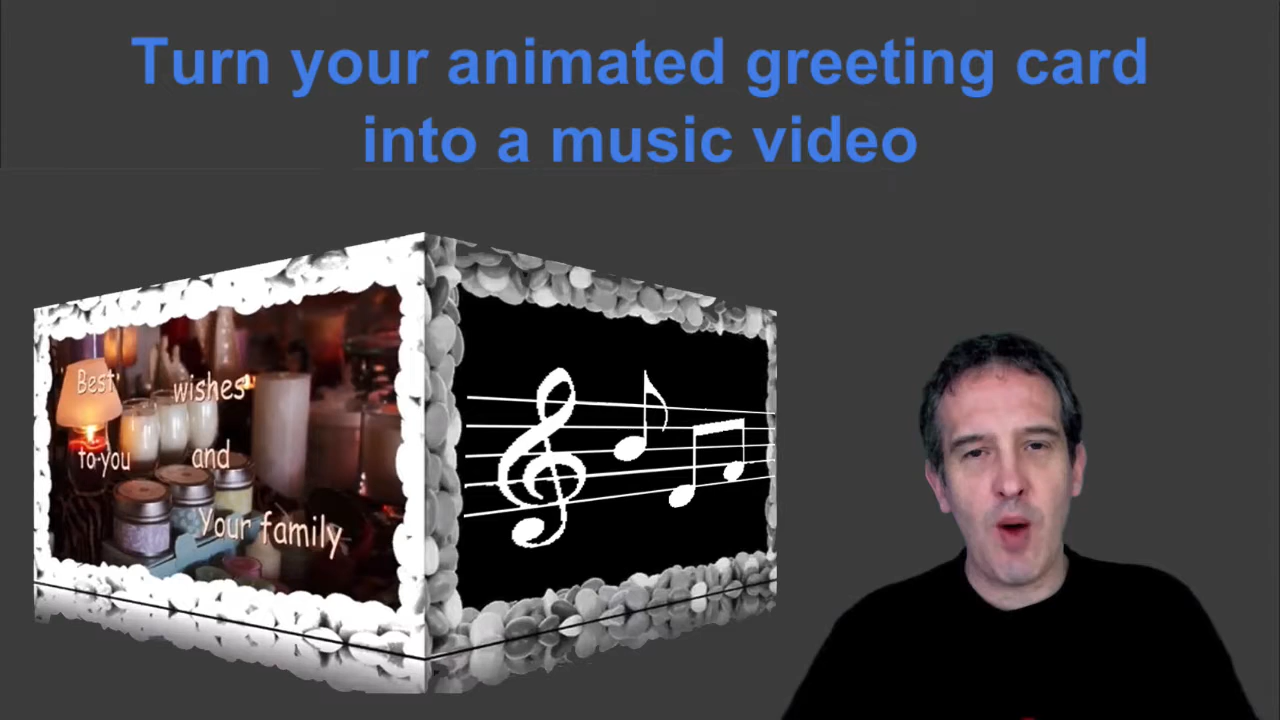 Turn your animated greeting card
into a music video
Best wishes
to you and
Your family